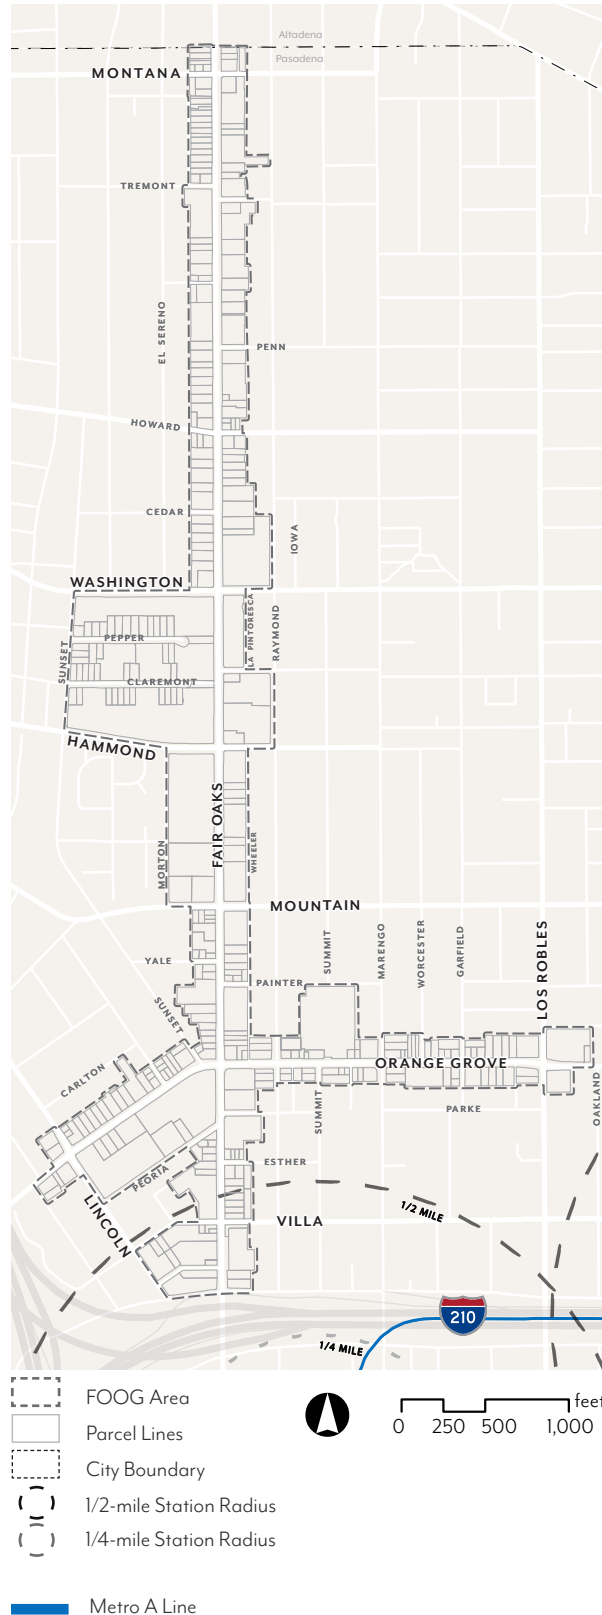 Altadena
Pasadena
MONTANA
TREMONT
EL SERENO
PENN
HOWARD
CEDAR
IOWA
WASHINGTON
LA PINTORESCA
RAYMOND
PEPPER
SUNSET
CLAREMONT
HAMMOND
FAIR OAKS
MORTON
WHEELER
MOUNTAIN
YALE
SUMMIT
MARENGO
WORCESTER
GARFIELD
LOS ROBLES
PAINTER
SUNSET
ORANGE GROVE
CARLTON
OAKLAND
SUMMIT
PARKE
ESTHER
PEORIA
LINCOLN
1/2 MILE
VILLA
210
1/4 MILE
FOOG Area
Parcel Lines
City Boundary
1/2-mile Station Radius
1/4-mile Station Radius
Metro A Line
feet
0 250 500 1,000